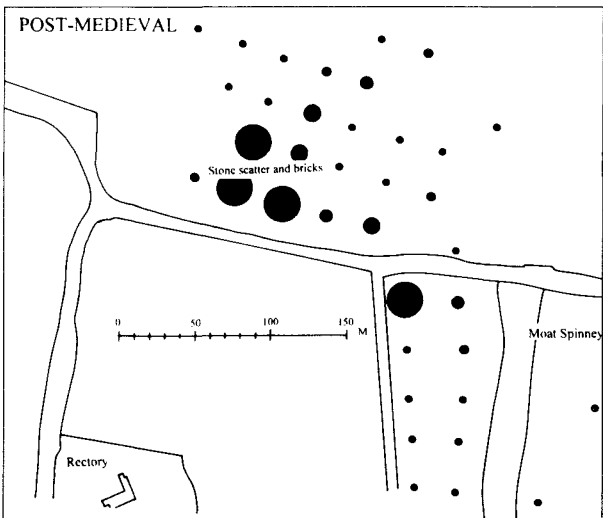 POST-MEDIEVAL
Stone scatter and bricks
0 50 100 150
M
Moat Spinney
Rectory